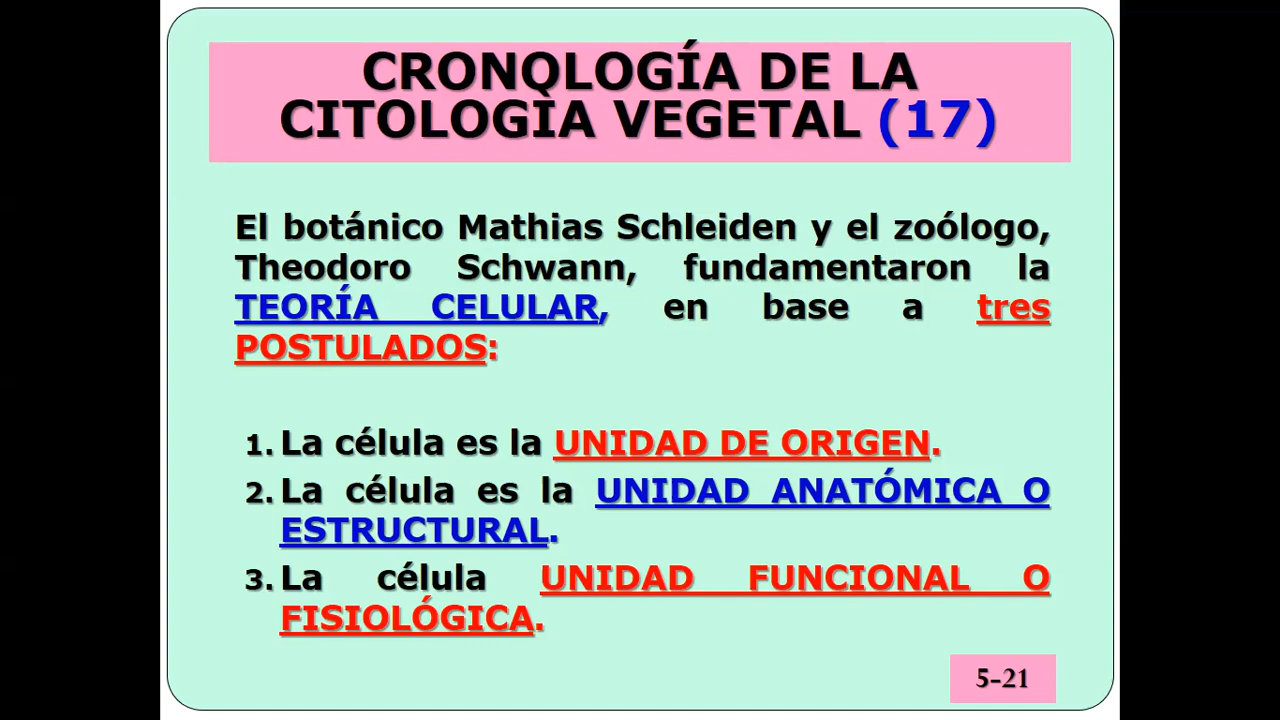 CRONOLOGÍA DE LA
CITOLOGIA VEGETAL (17)
El botánico Mathias Schleiden y el zoólogo,
Theodoro Schwann, fundamentaron la
TEORÍA CELULAR, en base a tres
POSTULADOS:
1. La célula es la UNIDAD DE ORIGEN.
2. La célula es la UNIDAD ANATÓMICA O
ESTRUCTURAL.
3. La célula UNIDAD FUNCIONAL O
FISIOLÓGICA.
5-21